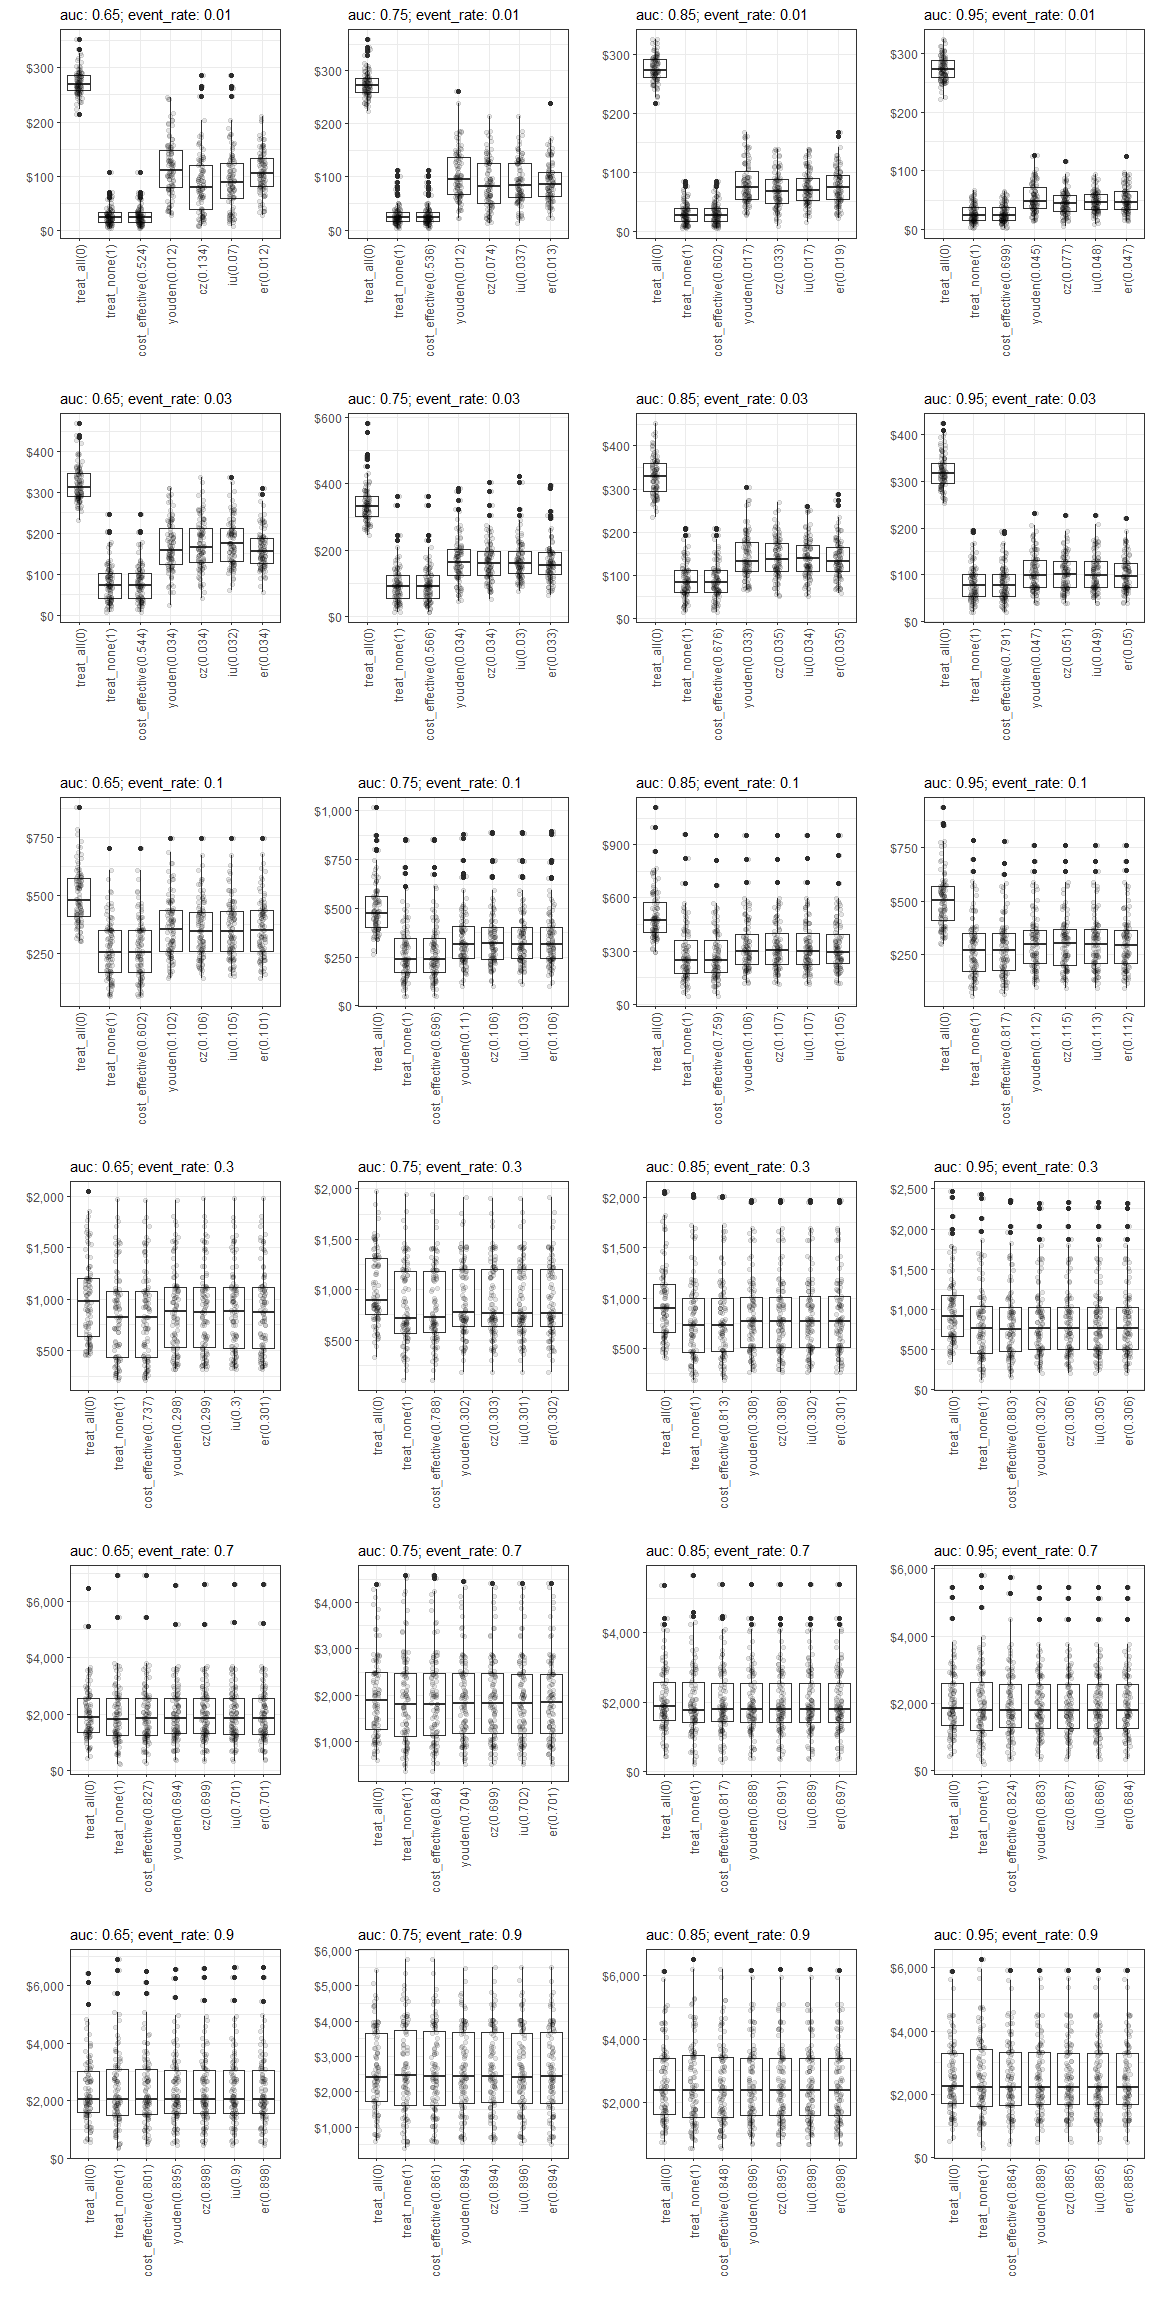 auc: 0.65; event_rate: 0.01
$300
$200
$100
$0
treat_all(0)
treat_none(1)
cost_effective(0.524)
youden(0.012)
cz(0.134)
iu(0.07)
er(0.012)
auc: 0.75; event_rate: 0.01
$400
$300
$200
$100
$0
treat_all(0)
treat_none(1)
cost_effective(0.536)
youden(0.012)
cz(0.074)
iu(0.037)
er(0.013)
auc: 0.85; event_rate: 0.01
$300
$200
$100
$0
treat_all(0)
treat_none(1)
cost_effective(0.602)
youden(0.017)
cz(0.033)
iu(0.017)
er(0.019)
auc: 0.95; event_rate: 0.01
$300
$200
$100
$0
treat_all(0)
treat_none(1)
cost_effective(0.699)
youden(0.045)
cz(0.077)
iu(0.048)
er(0.047)
auc: 0.65; event_rate: 0.03
$400
$300
$200
$100
$0
treat_all(0)
treat_none(1)
cost_effective(0.544)
youden(0.034)
cz(0.034)
iu(0.032)
er(0.034)
auc: 0.75; event_rate: 0.03
$600
$400
$200
$0
treat_all(0)
treat_none(1)
cost_effective(0.566)
youden(0.034)
cz(0.034)
iu(0.03)
er(0.033)
auc: 0.85; event_rate: 0.03
$400
$300
$200
$100
$0
treat_all(0)
treat_none(1)
cost_effective(0.676)
youden(0.033)
cz(0.035)
iu(0.034)
er(0.035)
auc: 0.95; event_rate: 0.03
$400
$300
$200
$100
$0
treat_all(0)
treat_none(1)
cost_effective(0.791)
youden(0.047)
cz(0.051)
iu(0.049)
er(0.05)
auc: 0.65; event_rate: 0.1
$750
$500
$250
treat_all(0)
treat_none(1)
cost_effective(0.602)
youden(0.102)
cz(0.106)
iu(0.105)
er(0.101)
auc: 0.75; event_rate: 0.1
$1,000
$750
$500
$250
$0
treat_all(0)
treat_none(1)
cost_effective(0.696)
youden(0.11)
cz(0.106)
iu(0.103)
er(0.106)
auc: 0.85; event_rate: 0.1
$900
$600
$300
$0
treat_all(0)
treat_none(1)
cost_effective(0.759)
youden(0.106)
cz(0.107)
iu(0.107)
er(0.105)
auc: 0.95; event_rate: 0.1
$750
$500
$250
treat_all(0)
treat_none(1)
cost_effective(0.817)
youden(0.112)
cz(0.115)
iu(0.113)
er(0.112)
auc: 0.65; event_rate: 0.3
$2,000
$1,500
$1,000
$500
treat_all(0)
treat_none(1)
cost_effective(0.737)
youden(0.298)
cz(0.299)
iu(0.3)
er(0.301)
auc: 0.75; event_rate: 0.3
$2,000
$1,500
$1,000
$500
treat_all(0)
treat_none(1)
cost_effective(0.788)
youden(0.302)
cz(0.303)
iu(0.301)
er(0.302)
auc: 0.85; event_rate: 0.3
$2,000
$1,500
$1,000
$500
treat_all(0)
treat_none(1)
cost_effective(0.813)
youden(0.308)
cz(0.308)
iu(0.302)
er(0.301)
auc: 0.95; event_rate: 0.3
$2,500
$2,000
$1,500
$1,000
$500
$0
treat_all(0)
treat_none(1)
cost_effective(0.803)
youden(0.302)
cz(0.306)
iu(0.305)
er(0.306)
auc: 0.65; event_rate: 0.7
$6,000
$4,000
$2,000
$0
treat_all(0)
treat_none(1)
cost_effective(0.827)
youden(0.694)
cz(0.699)
iu(0.701)
er(0.701)
auc: 0.75; event_rate: 0.7
$4,000
$3,000
$2,000
$1,000
treat_all(0)
treat_none(1)
cost_effective(0.84)
youden(0.704)
cz(0.699)
iu(0.702)
er(0.701)
auc: 0.85; event_rate: 0.7
$4,000
$2,000
$0
treat_all(0)
treat_none(1)
cost_effective(0.817)
youden(0.688)
cz(0.691)
iu(0.689)
er(0.697)
auc: 0.95; event_rate: 0.7
$6,000
$4,000
$2,000
$0
treat_all(0)
treat_none(1)
cost_effective(0.824)
youden(0.683)
cz(0.687)
iu(0.686)
er(0.684)
auc: 0.65; event_rate: 0.9
$6,000
$4,000
$2,000
$0
treat_all(0)
treat_none(1)
cost_effective(0.801)
youden(0.895)
cz(0.898)
iu(0.9)
er(0.898)
auc: 0.75; event_rate: 0.9
$6,000
$5,000
$4,000
$3,000
$2,000
$1,000
treat_all(0)
treat_none(1)
cost_effective(0.861)
youden(0.894)
cz(0.894)
iu(0.896)
er(0.894)
auc: 0.85; event_rate: 0.9
$6,000
$4,000
$2,000
treat_all(0)
treat_none(1)
cost_effective(0.848)
youden(0.896)
cz(0.895)
iu(0.898)
er(0.898)
auc: 0.95; event_rate: 0.9
$6,000
$4,000
$2,000
$0
treat_all(0)
treat_none(1)
cost_effective(0.864)
youden(0.889)
cz(0.885)
iu(0.885)
er(0.885)